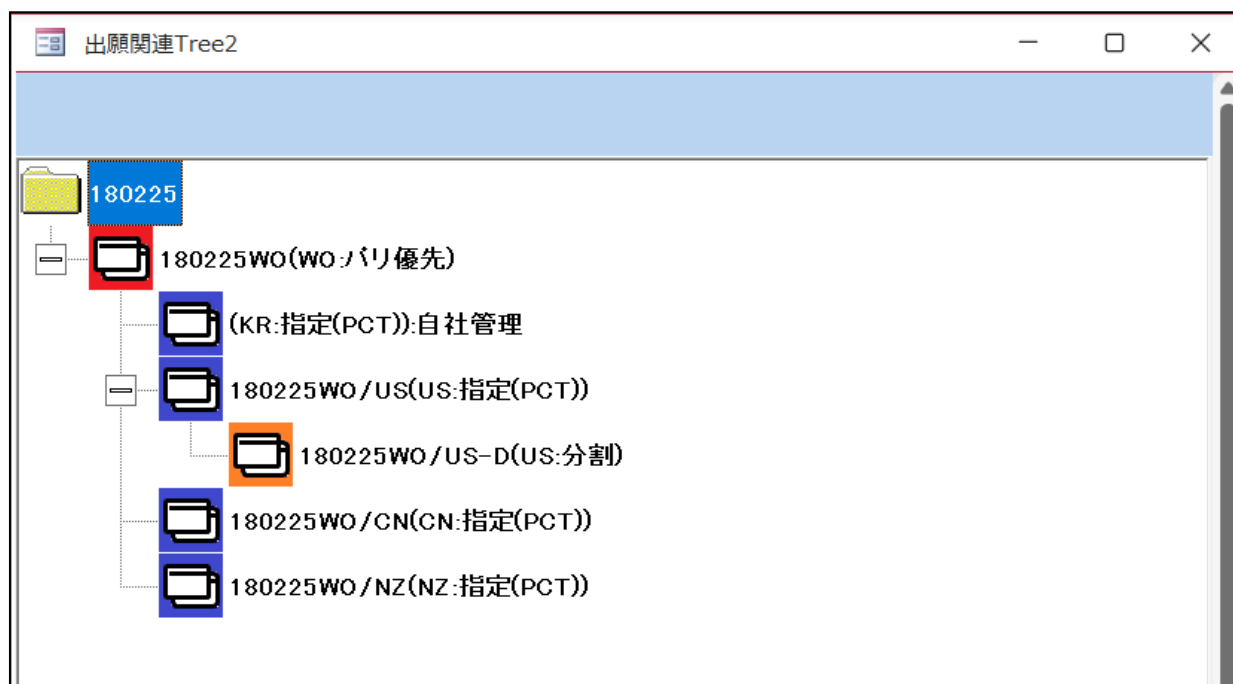 出願関連Tree2
180225
180225WO(WO:パリ優先)
(KR:指定(PCT)):自社管理
180225WO/US(US:指定(PCT))
180225WO/US-D(US:分割)
180225WO/CN(CN:指定(PCT))
180225WO/NZ(NZ:指定(PCT))